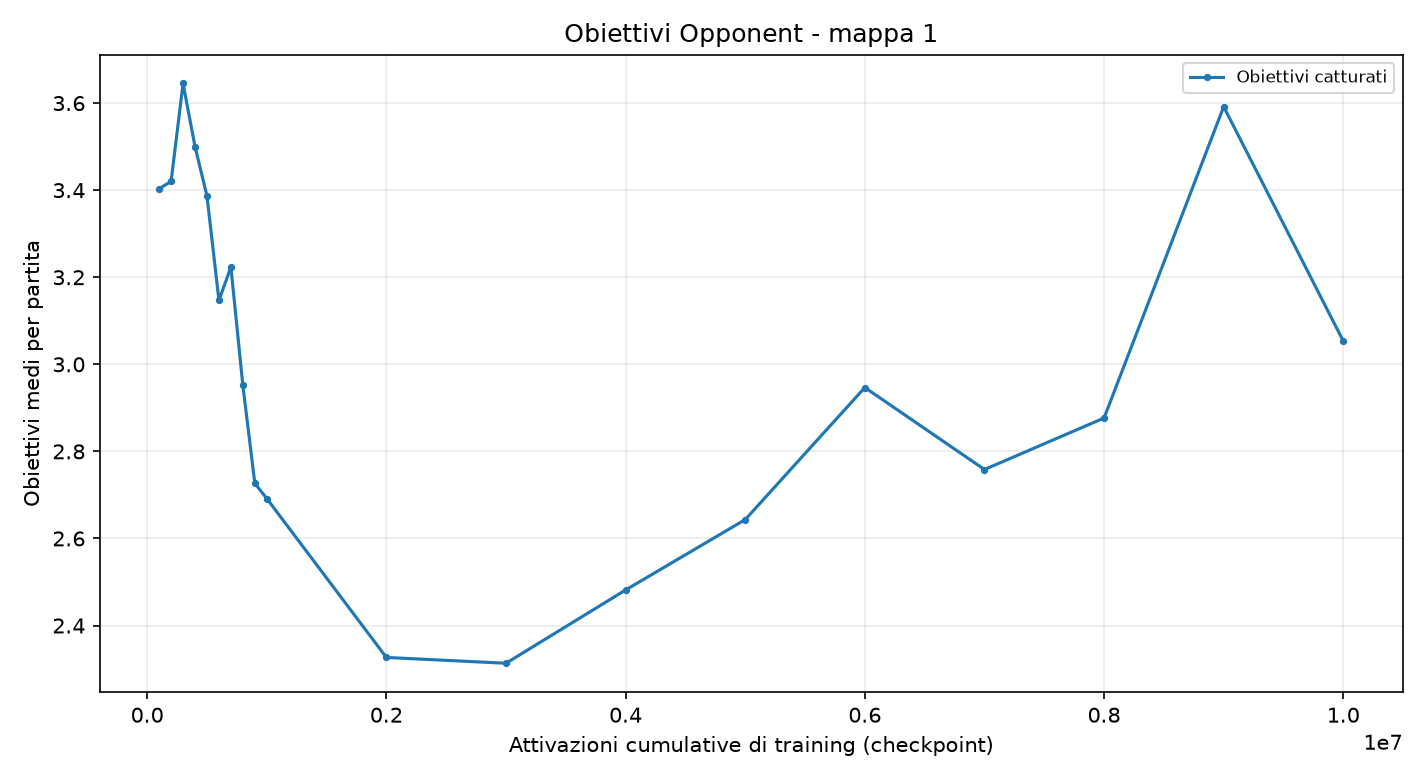 Obiettivi Opponent - mappa 1
Obiettivi catturati
Obiettivi medi per partita
3.6
3.4
3.2
3.0
2.8
2.6
2.4
0.0 0.2 0.4 0.6 0.8 1.0
1e7
Attivazioni cumulative di training (checkpoint)